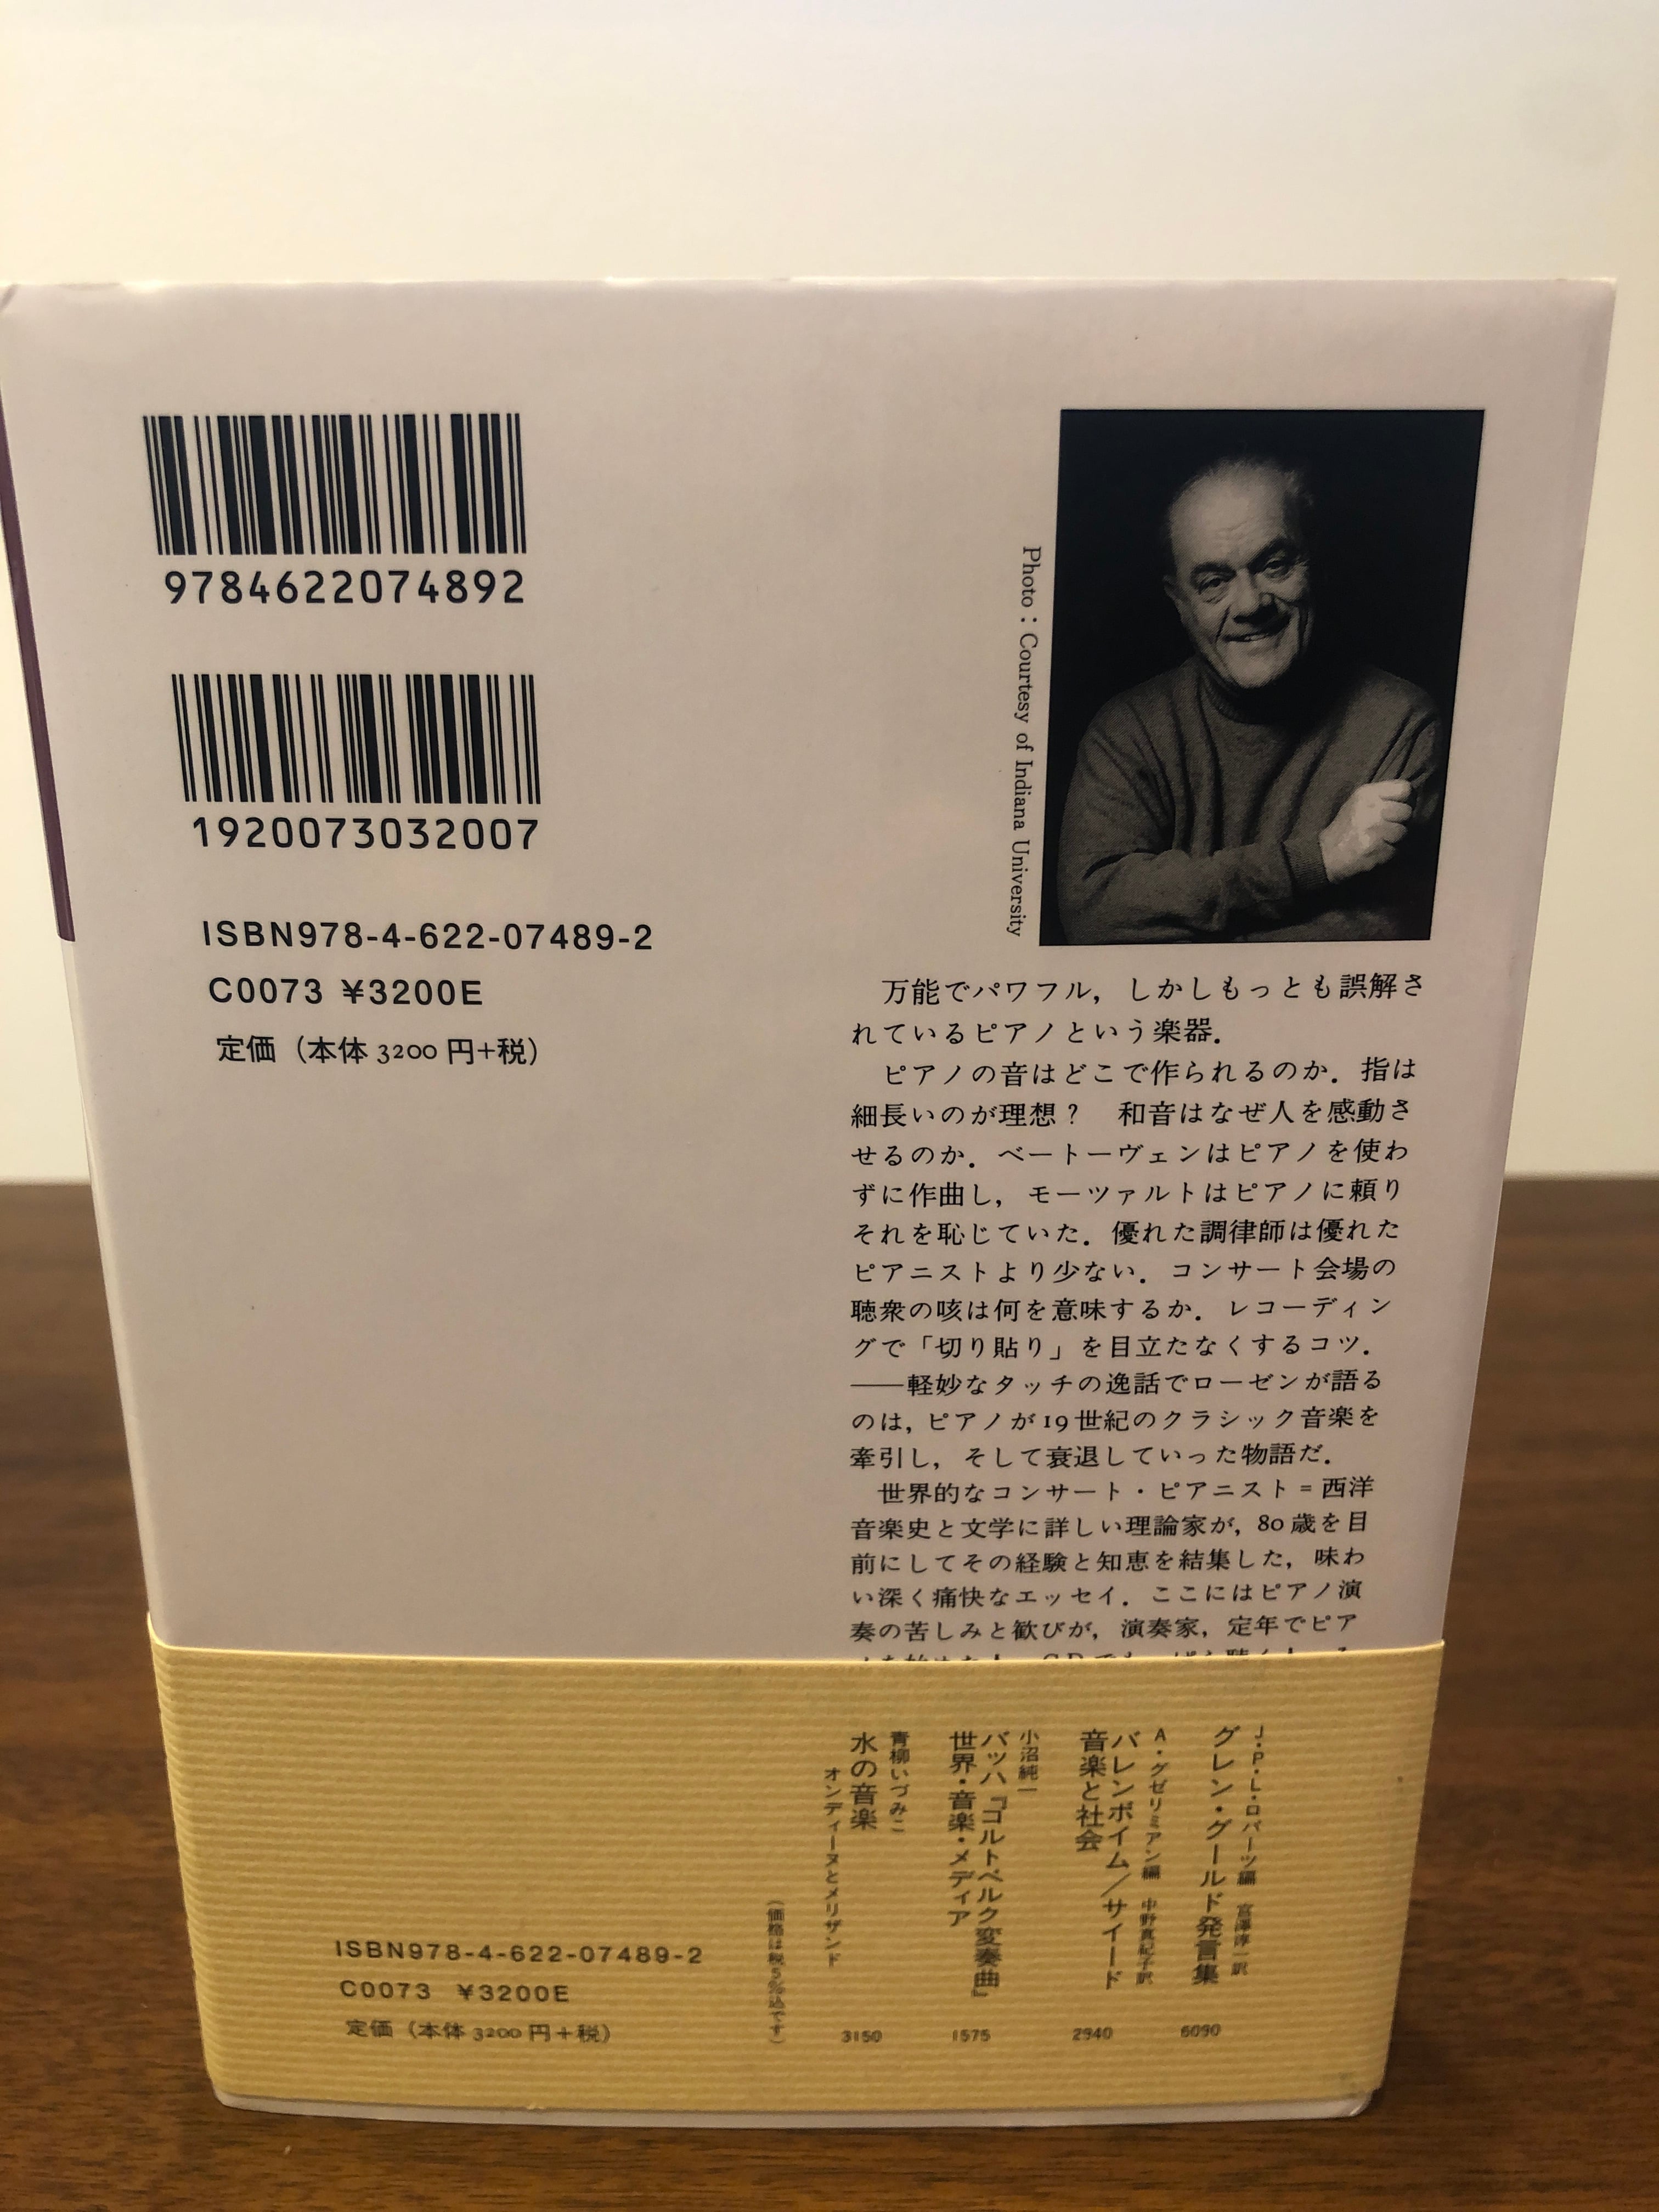 9784622074892
1920073032007
ISBN978-4-622-07489-2
C0073 ¥3200E
定価（本体 3200 円+税）
Photo : Courtesy of Indiana University
万能でパワフル，しかしもっとも誤解さ
れているピアノという楽器．
ピアノの音はどこで作られるのか．指は
細長いのが理想？　和音はなぜ人を感動さ
せるのか．ベートーヴェンはピアノを使わ
ずに作曲し，モーツァルトはピアノに頼り
それを恥じていた．優れた調律師は優れた
ピアニストより少ない．コンサート会場の
聴衆の咳は何を意味するか．レコーディン
グで「切り貼り」を目立たなくするコツ．
――軽妙なタッチの逸話でローゼンが語る
のは，ピアノが 19 世紀のクラシック音楽を
牽引し，そして衰退していった物語だ．
世界的なコンサート・ピアニスト＝西洋
音楽史と文学に詳しい理論家が，80 歳を目
前にしてその経験と知恵を結集した，味わ
い深く痛快なエッセイ．ここにはピアノ演
奏の苦しみと歓びが，演奏家，定年でピア
J・P・L・ロバーツ編　宮澤淳一訳
グレン・グールド発言集　6090
A・グゼリミアン編　中野真紀子訳
バレンボイム／サイード
音楽と社会　2940
小沼純一
バッハ『ゴルトベルク変奏曲』
世界・音楽・メディア　1575
青柳いづみこ
水の音楽　3150
オンディーヌとメリザンド
（価格は税5%込です）
ISBN978-4-622-07489-2
C0073 ¥3200E
定価（本体 3200 円＋税）